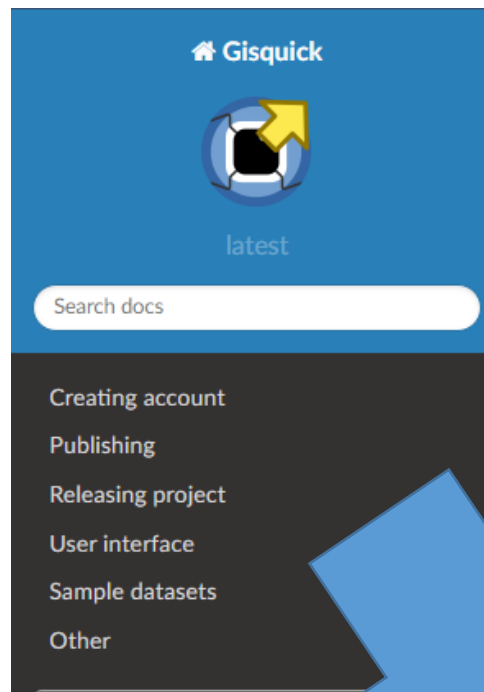 Gisquick
latest
Search docs
Creating account
Publishing
Releasing project
User interface
Sample datasets
Other